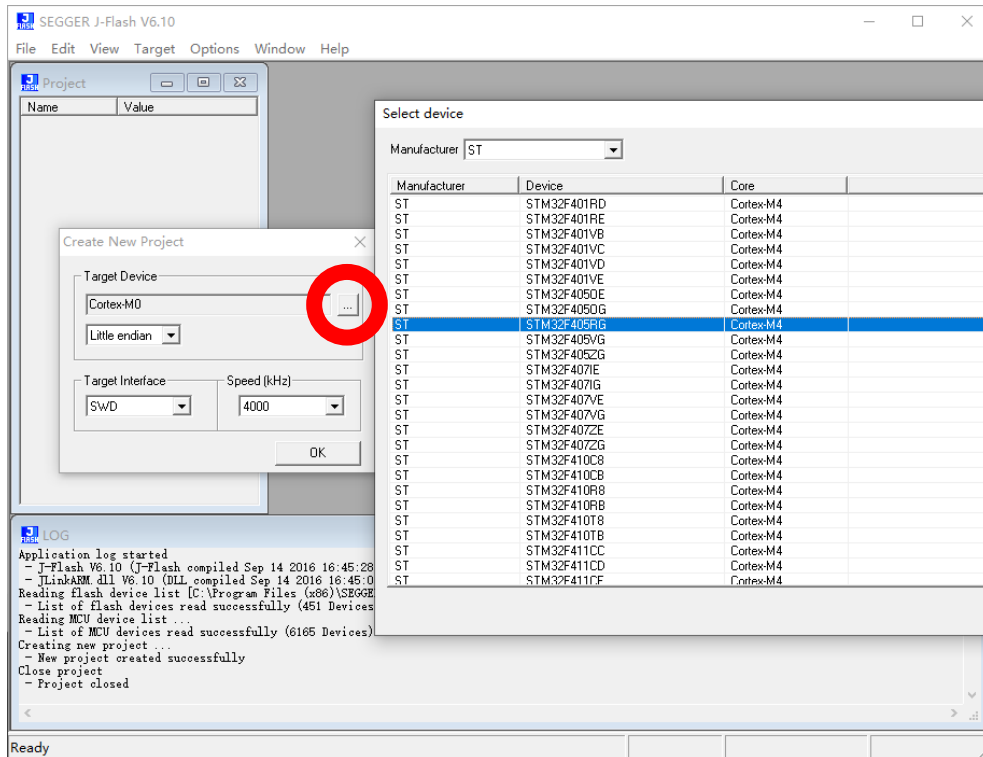 SEGGER J-Flash V6.10
File Edit View Target Options Window Help
Project
Name Value
Create New Project
Target Device
Cortex-M0
...
Little endian
Target Interface
SWD
Speed (kHz)
4000
OK
Select device
Manufacturer ST
Manufacturer Device Core
ST STM32F401RD Cortex-M4
ST STM32F401RE Cortex-M4
ST STM32F401VB Cortex-M4
ST STM32F401VC Cortex-M4
ST STM32F401VD Cortex-M4
ST STM32F401VE Cortex-M4
ST STM32F405OE Cortex-M4
ST STM32F405OG Cortex-M4
ST STM32F405RG Cortex-M4
ST STM32F405VG Cortex-M4
ST STM32F405ZG Cortex-M4
ST STM32F407IE Cortex-M4
ST STM32F407IG Cortex-M4
ST STM32F407VE Cortex-M4
ST STM32F407VG Cortex-M4
ST STM32F407ZE Cortex-M4
ST STM32F407ZG Cortex-M4
ST STM32F410C8 Cortex-M4
ST STM32F410CB Cortex-M4
ST STM32F410R8 Cortex-M4
ST STM32F410RB Cortex-M4
ST STM32F410T8 Cortex-M4
ST STM32F410TB Cortex-M4
ST STM32F411CC Cortex-M4
ST STM32F411CD Cortex-M4
ST STM32F411CE Cortex-M4
LOG
Application log started
- J-Flash V6.10 (J-Flash compiled Sep 14 2016 16:45:28
- JLinkARM.dll V6.10 (DLL compiled Sep 14 2016 16:45:0
Reading flash device list [C:\Program Files (x86)\SEGGE
- List of flash devices read successfully (451 Devices
Reading MCU device list ...
- List of MCU devices read successfully (6165 Devices)
Creating new project ...
- New project created successfully
Close project
- Project closed
Ready